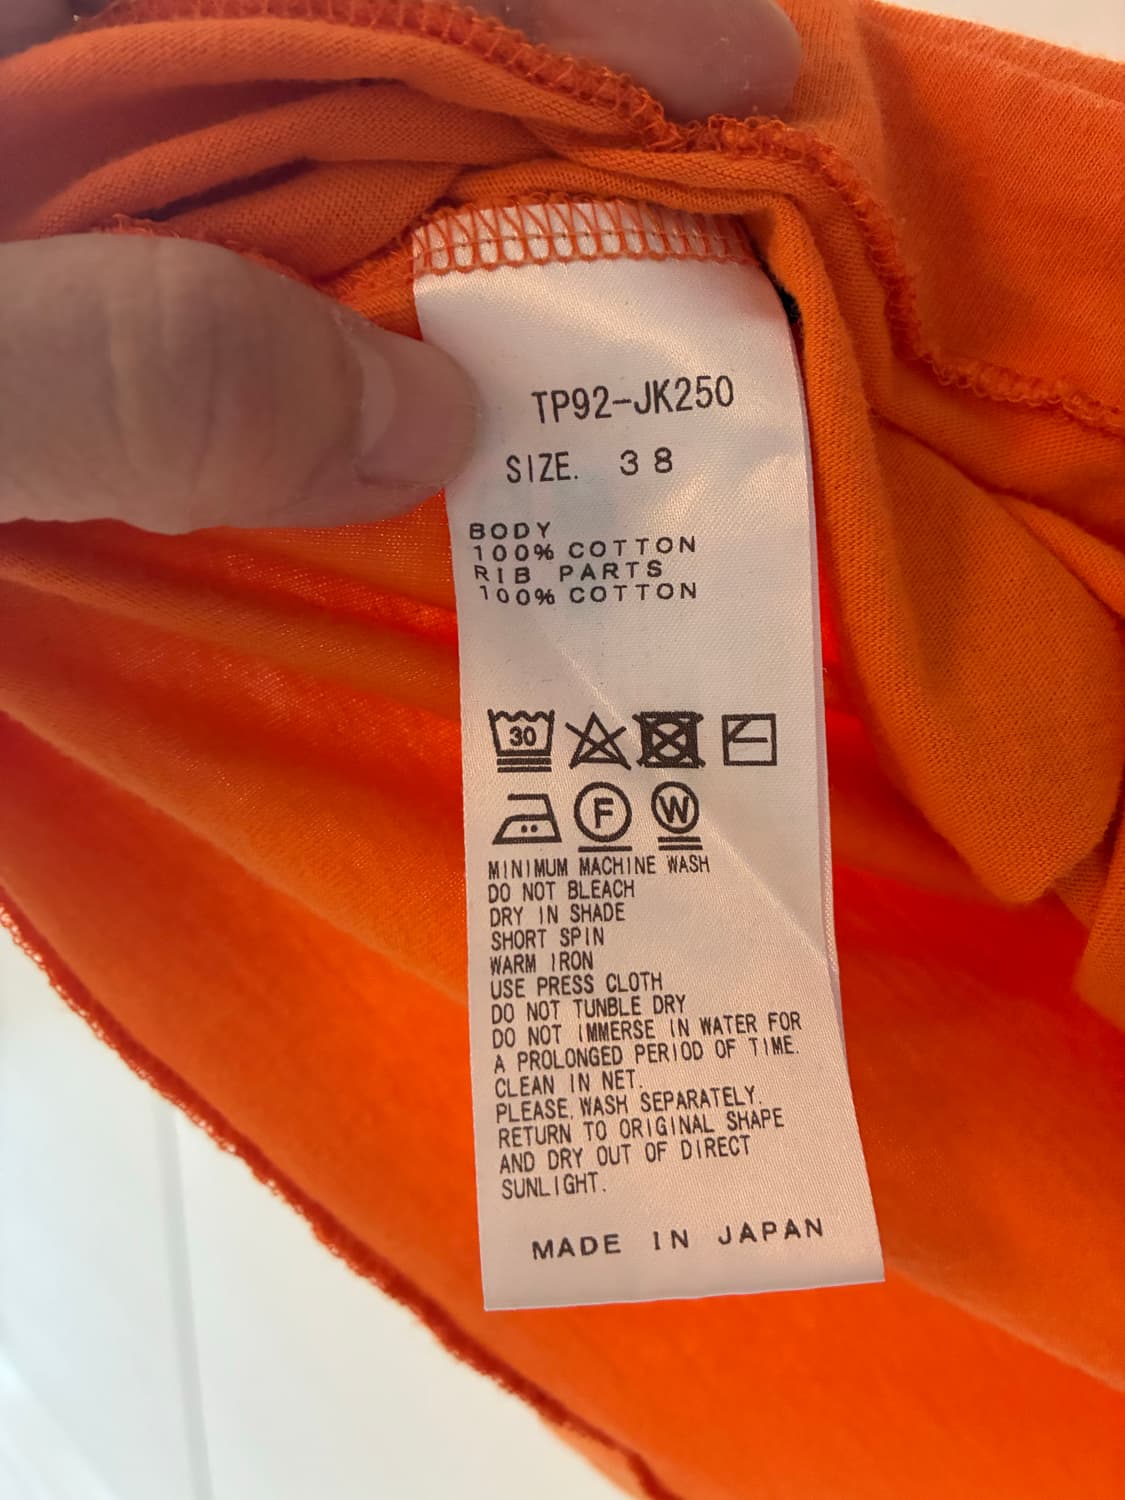 TP92-JK250
SIZE. 38
BODY
100% COTTON
RIB PARTS
100% COTTON
30
F
W
MINIMUM MACHINE WASH
DO NOT BLEACH
DRY IN SHADE
SHORT SPIN
WARM IRON
USE PRESS CLOTH
DO NOT TUNBLE DRY
DO NOT IMMERSE IN WATER FOR
A PROLONGED PERIOD OF TIME.
CLEAN IN NET.
PLEASE, WASH SEPARATELY.
RETURN TO ORIGINAL SHAPE
AND DRY OUT OF DIRECT
SUNLIGHT.
MADE IN JAPAN